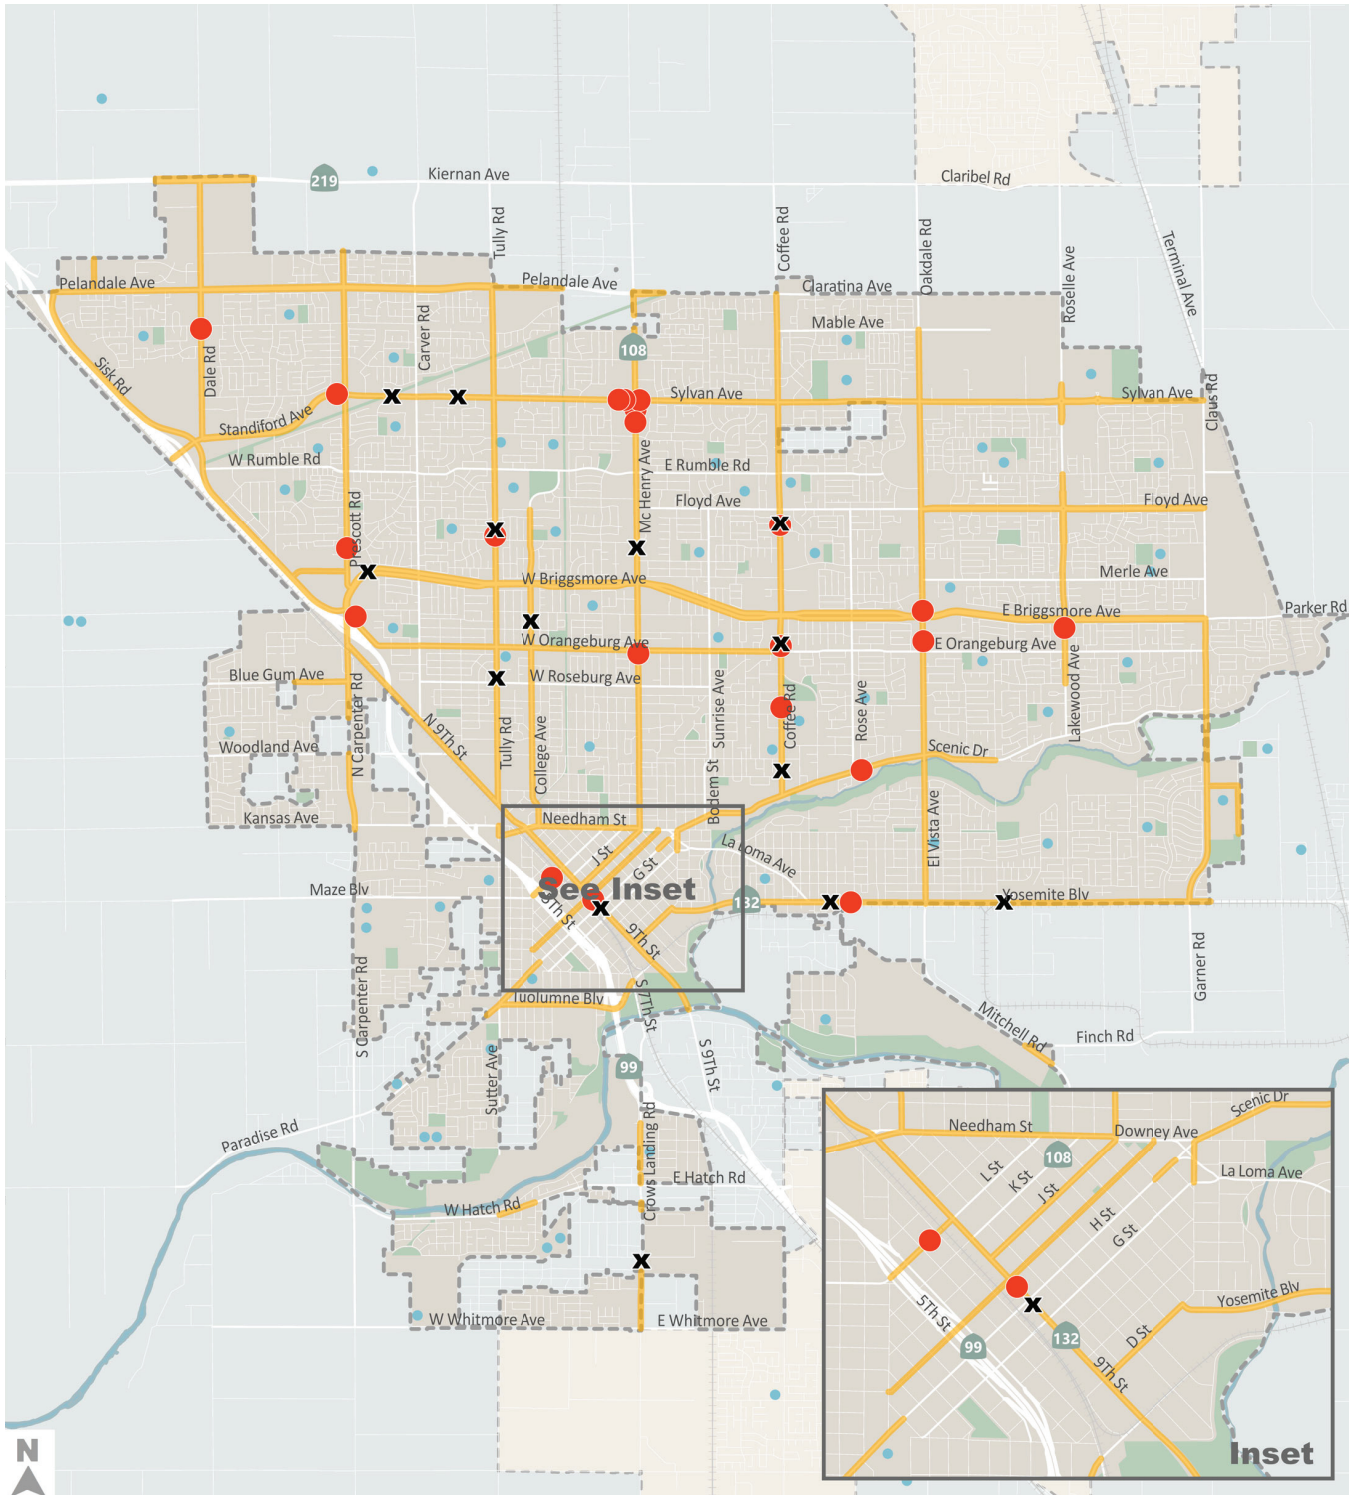 219
Kiernan Ave
Claribel Rd
Tully Rd
Coffee Rd
Oakdale Rd
Roselle Ave
Terminal Ave
Pelandale Ave
Pelandale Ave
Claratina Ave
Carver Rd
Mable Ave
108
Sisk Rd
Dale Rd
Sylvan Ave
Sylvan Ave
Claus Rd
Standiford Ave
W Rumble Rd
E Rumble Rd
Mc Henry Ave
Prescott Rd
Floyd Ave
Floyd Ave
W Briggsmore Ave
Merle Ave
E Briggsmore Ave
Parker Rd
W Orangeburg Ave
E Orangeburg Ave
Blue Gum Ave
W Roseburg Ave
N Carpenter Rd
N 9Th St
Tully Rd
College Ave
Sunrise Ave
Coffee Rd
Rose Ave
Lakewood Ave
Woodland Ave
Scenic Dr
Bodem St
Kansas Ave
Needham St
El Vista Ave
J St
G St
La Loma Ave
Maze Blv
See Inset
132
Yosemite Blv
5Th St
9Th St
Garner Rd
S Carpenter Rd
Tuolumne Blv
S 7Th St
Mitchell Rd
Finch Rd
Sutter Ave
99
S 9Th St
Paradise Rd
Crows Landing Rd
E Hatch Rd
W Hatch Rd
W Whitmore Ave
E Whitmore Ave
Needham St
Downey Ave
Scenic Dr
108
La Loma Ave
L St
K St
J St
H St
G St
Yosemite Blv
5Th St
99
132
D St
9Th St
Inset
N